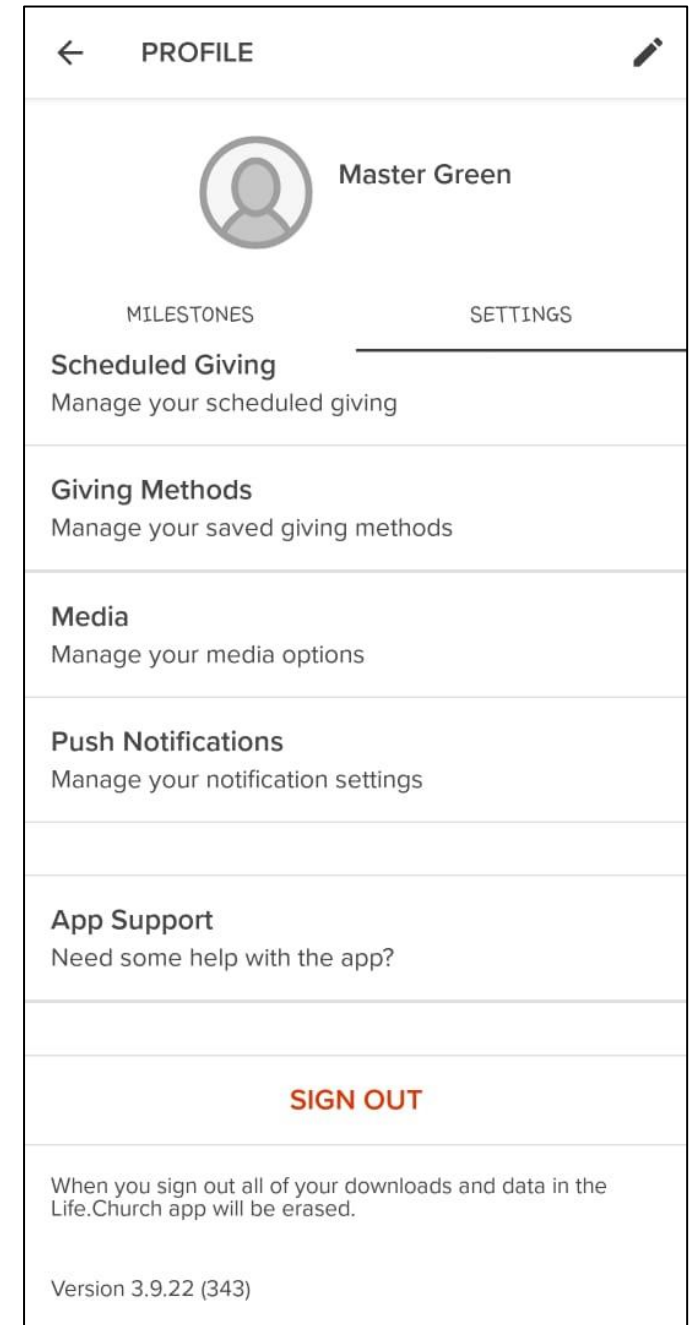 PROFILE
Master Green
MILESTONES SETTINGS
Scheduled Giving
Manage your scheduled giving
Giving Methods
Manage your saved giving methods
Media
Manage your media options
Push Notifications
Manage your notification settings
App Support
Need some help with the app?
SIGN OUT
When you sign out all of your downloads and data in the
Life.Church app will be erased.
Version 3.9.22 (343)